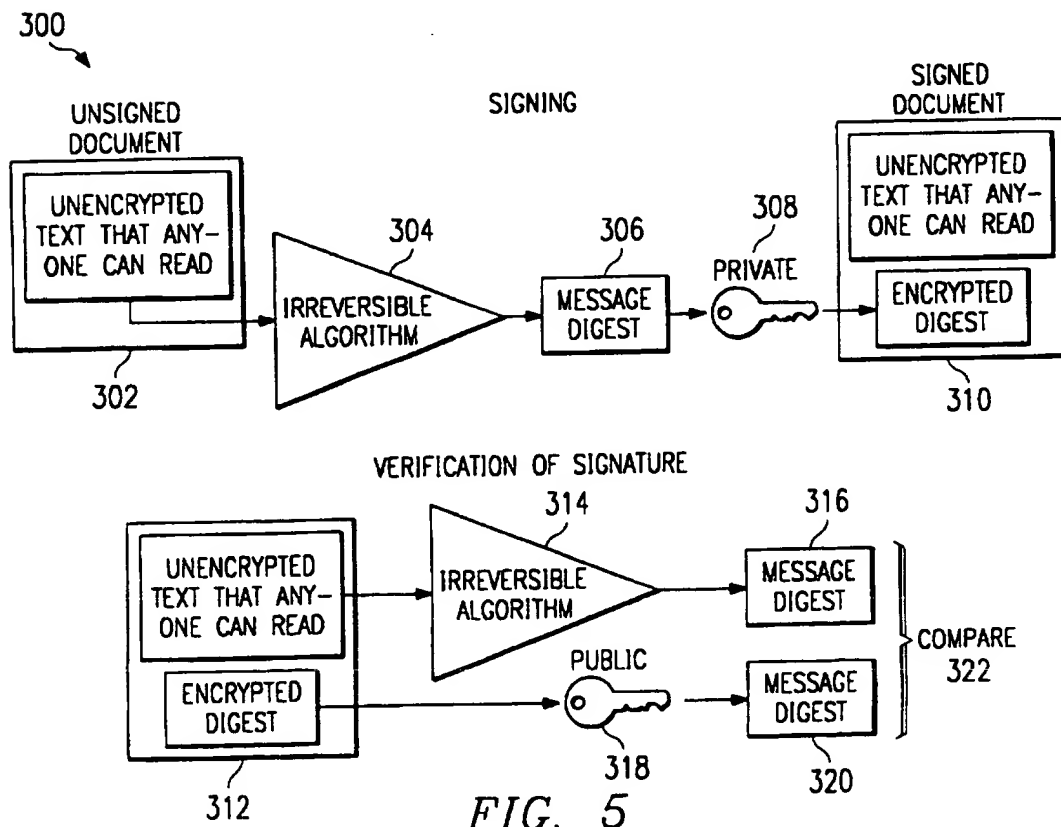 300
UNSIGNED
DOCUMENT
SIGNING
SIGNED
DOCUMENT
UNENCRYPTED
TEXT THAT ANY-
ONE CAN READ
302
304
IRREVERSIBLE
ALGORITHM
306
MESSAGE
DIGEST
308
PRIVATE
UNENCRYPTED
TEXT THAT ANY-
ONE CAN READ
ENCRYPTED
DIGEST
310
VERIFICATION OF SIGNATURE
UNENCRYPTED
TEXT THAT ANY-
ONE CAN READ
ENCRYPTED
DIGEST
312
314
IRREVERSIBLE
ALGORITHM
316
MESSAGE
DIGEST
PUBLIC
318
MESSAGE
DIGEST
320
COMPARE
322
FIG. 5